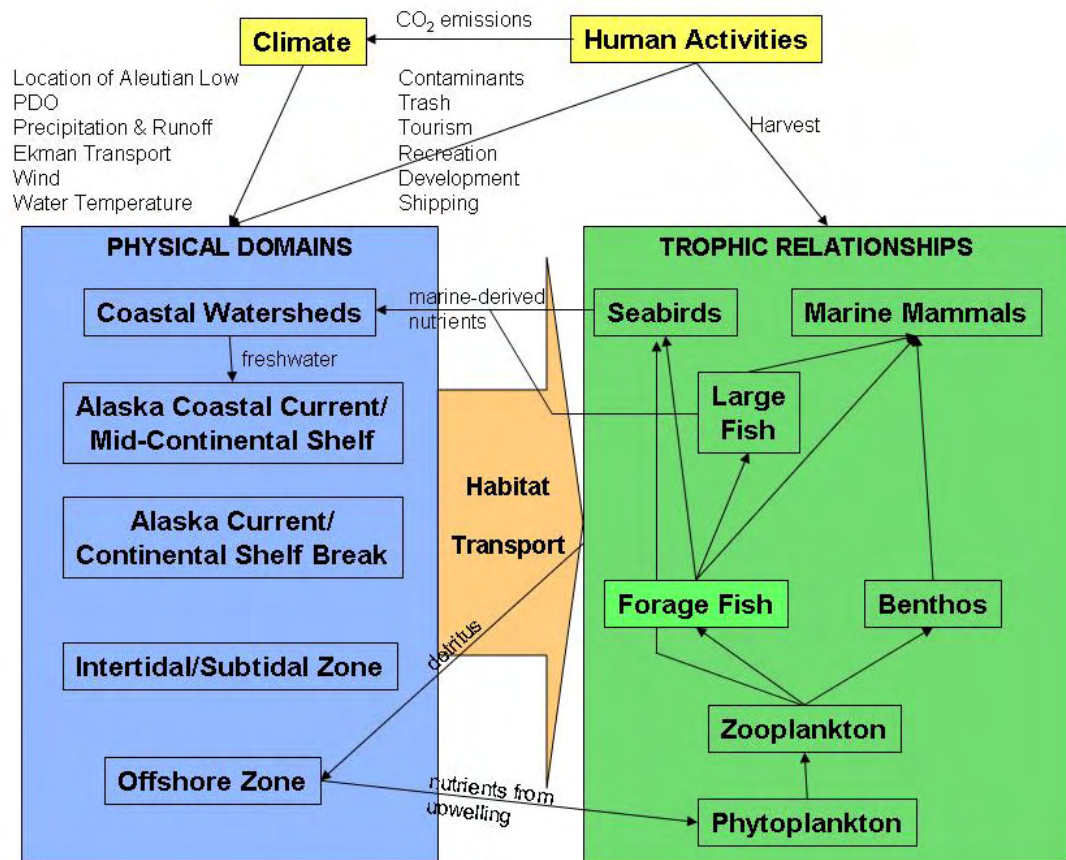 CO₂ emissions
Climate
Human Activities
Location of Aleutian Low
PDO
Precipitation & Runoff
Ekman Transport
Wind
Water Temperature
Contaminants
Trash
Tourism
Recreation
Development
Shipping
Harvest
PHYSICAL DOMAINS
Coastal Watersheds
freshwater
Alaska Coastal Current/
Mid-Continental Shelf
Alaska Current/
Continental Shelf Break
Intertidal/Subtidal Zone
Offshore Zone
marine-derived
nutrients
Habitat
Transport
detritus
nutrients from
upwelling
TROPHIC RELATIONSHIPS
Seabirds
Marine Mammals
Large
Fish
Forage Fish
Benthos
Zooplankton
Phytoplankton